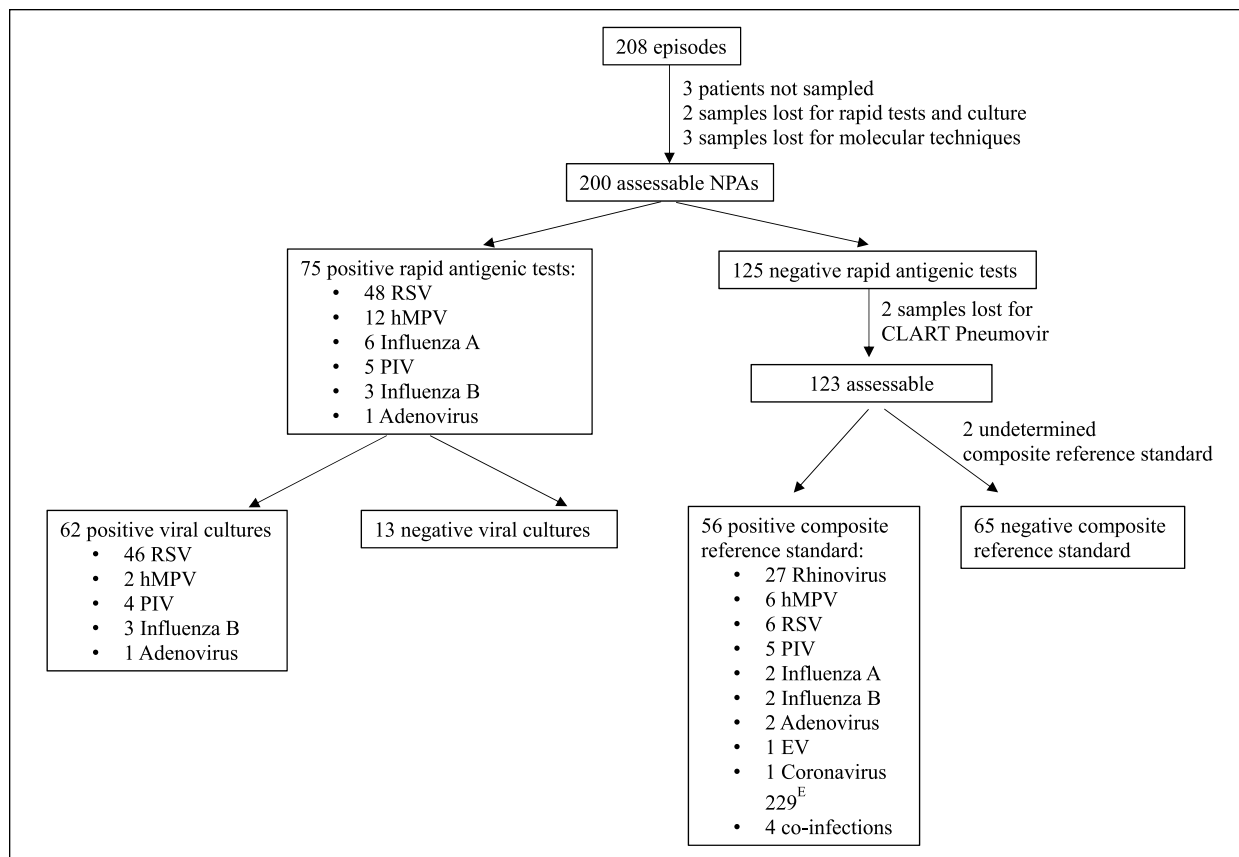 208 episodes
3 patients not sampled
2 samples lost for rapid tests and culture
3 samples lost for molecular techniques
200 assessable NPAs
75 positive rapid antigenic tests:
• 48 RSV
• 12 hMPV
• 6 Influenza A
• 5 PIV
• 3 Influenza B
• 1 Adenovirus
125 negative rapid antigenic tests
2 samples lost for
CLART Pneumovir
123 assessable
2 undetermined
composite reference standard
62 positive viral cultures
• 46 RSV
• 2 hMPV
• 4 PIV
• 3 Influenza B
• 1 Adenovirus
13 negative viral cultures
56 positive composite
reference standard:
• 27 Rhinovirus
• 6 hMPV
• 6 RSV
• 5 PIV
• 2 Influenza A
• 2 Influenza B
• 2 Adenovirus
• 1 EV
• 1 Coronavirus
229E
• 4 co-infections
65 negative composite
reference standard